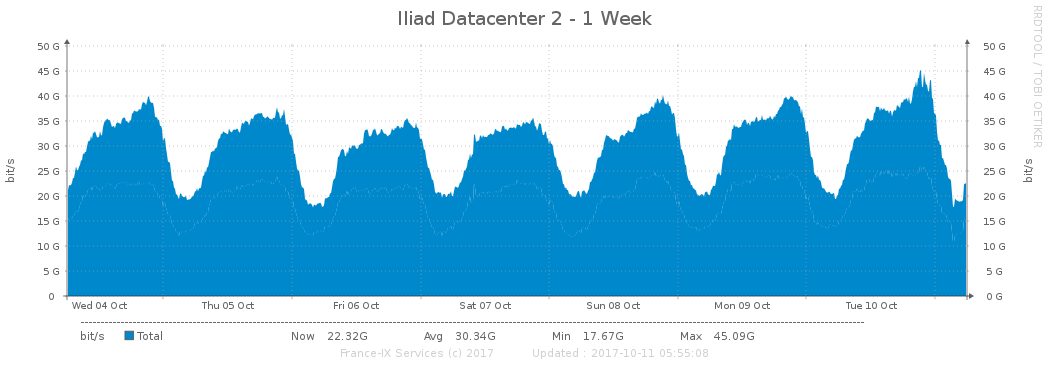 Iliad Datacenter 2 - 1 Week
RRDTOOL / TOBI OETIKER
50 G 50 G
45 G 45 G
40 G 40 G
35 G 35 G
30 G 30 G
25 G 25 G
20 G 20 G
15 G 15 G
10 G 10 G
5 G 5 G
0 0 G
bit/s bit/s
Wed 04 Oct Thu 05 Oct Fri 06 Oct Sat 07 Oct Sun 08 Oct Mon 09 Oct Tue 10 Oct
bit/s Total Now 22.32G Avg 30.34G Min 17.67G Max 45.09G
France-IX Services (c) 2017 Updated : 2017-10-11 05:55:08